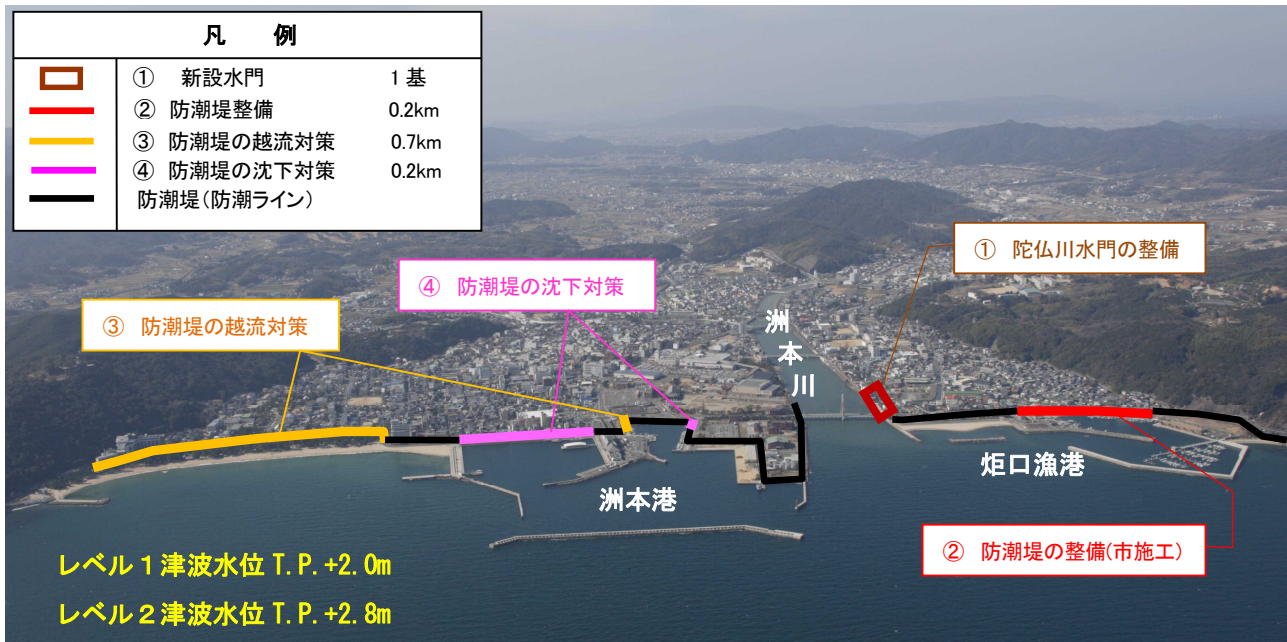 凡 例
① 新設水門 1基
② 防潮堤整備 0.2km
③ 防潮堤の越流対策 0.7km
④ 防潮堤の沈下対策 0.2km
防潮堤(防潮ライン)
① 陀仏川水門の整備
④ 防潮堤の沈下対策
③ 防潮堤の越流対策
洲本川
炬口漁港
洲本港
② 防潮堤の整備(市施工)
レベル1津波水位 T.P.+2.0m
レベル2津波水位 T.P.+2.8m